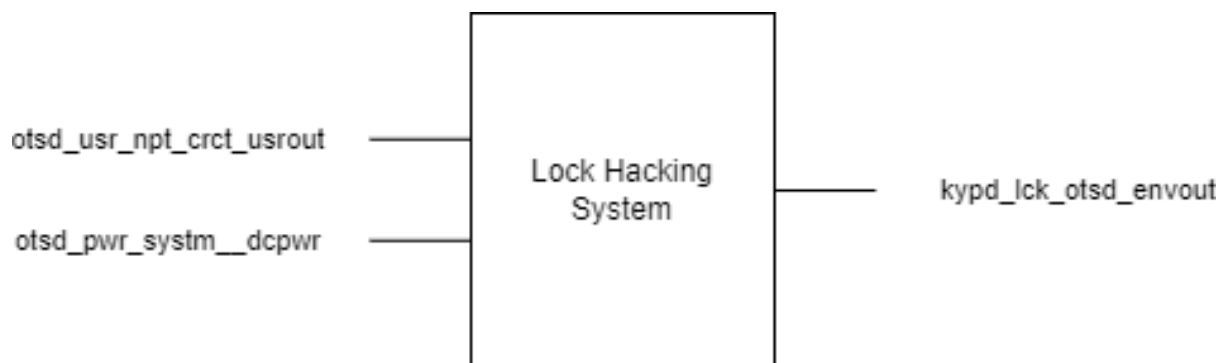 otsd_usr_npt_crct_usrout
Lock Hacking
System
kypd_lck_otsd_envout
otsd_pwr_systm__dcpwr